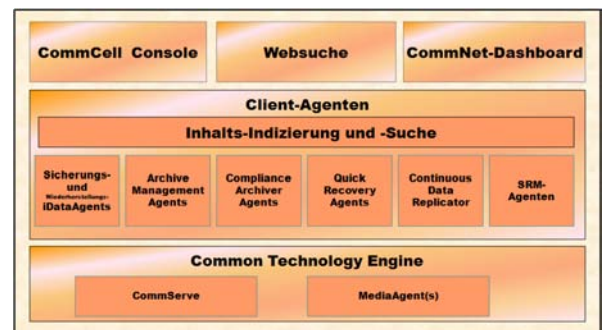 CommCell Console
Websuche
CommNet-Dashboard
Client-Agenten
Inhalts-Indizierung und -Suche
Sicherungs-
und
Wiederherstellungs-
iDataAgents
Archive
Management
Agents
Compliance
Archiver
Agents
Quick
Recovery
Agents
Continuous
Data
Replicator
SRM-
Agenten
Common Technology Engine
CommServe
MediaAgent(s)